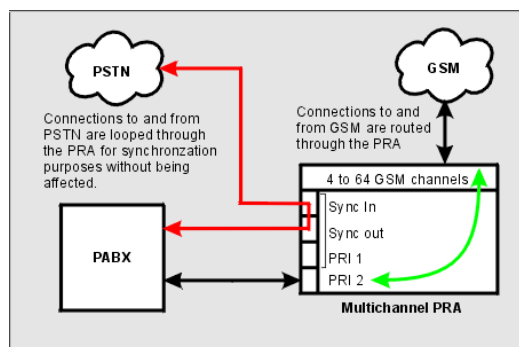 PSTN
GSM
Connections to and from
PSTN are looped through
the PRA for synchronzation
purposes without being
affected.
Connections to and
from GSM are routed
through the PRA
4 to 64 GSM channels
Sync In
Sync out
PRI 1
PRI 2
PABX
Multichannel PRA